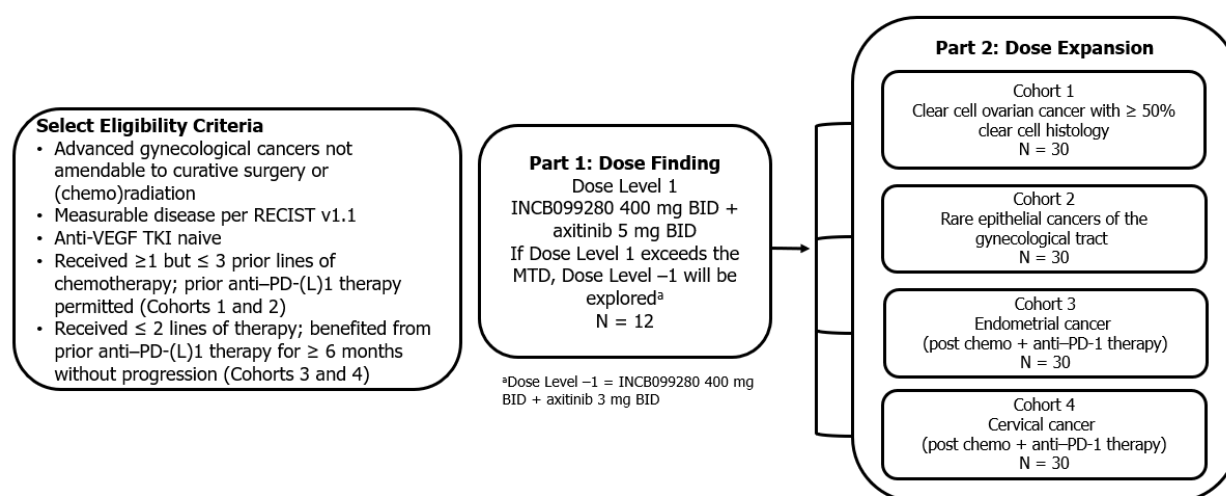 Select Eligibility Criteria
• Advanced gynecological cancers not
amendable to curative surgery or
(chemo)radiation
• Measurable disease per RECIST v1.1
• Anti-VEGF TKI naive
• Received ≥1 but ≤ 3 prior lines of
chemotherapy; prior anti–PD-(L)1 therapy
permitted (Cohorts 1 and 2)
• Received ≤ 2 lines of therapy; benefited from
prior anti–PD-(L)1 therapy for ≥ 6 months
without progression (Cohorts 3 and 4)
Part 1: Dose Finding
Dose Level 1
INCB099280 400 mg BID +
axitinib 5 mg BID
If Dose Level 1 exceeds the
MTD, Dose Level –1 will be
exploredᵃ
N = 12
ᵃDose Level –1 = INCB099280 400 mg
BID + axitinib 3 mg BID
Part 2: Dose Expansion
Cohort 1
Clear cell ovarian cancer with ≥ 50%
clear cell histology
N = 30
Cohort 2
Rare epithelial cancers of the
gynecological tract
N = 30
Cohort 3
Endometrial cancer
(post chemo + anti–PD-1 therapy)
N = 30
Cohort 4
Cervical cancer
(post chemo + anti–PD-1 therapy)
N = 30